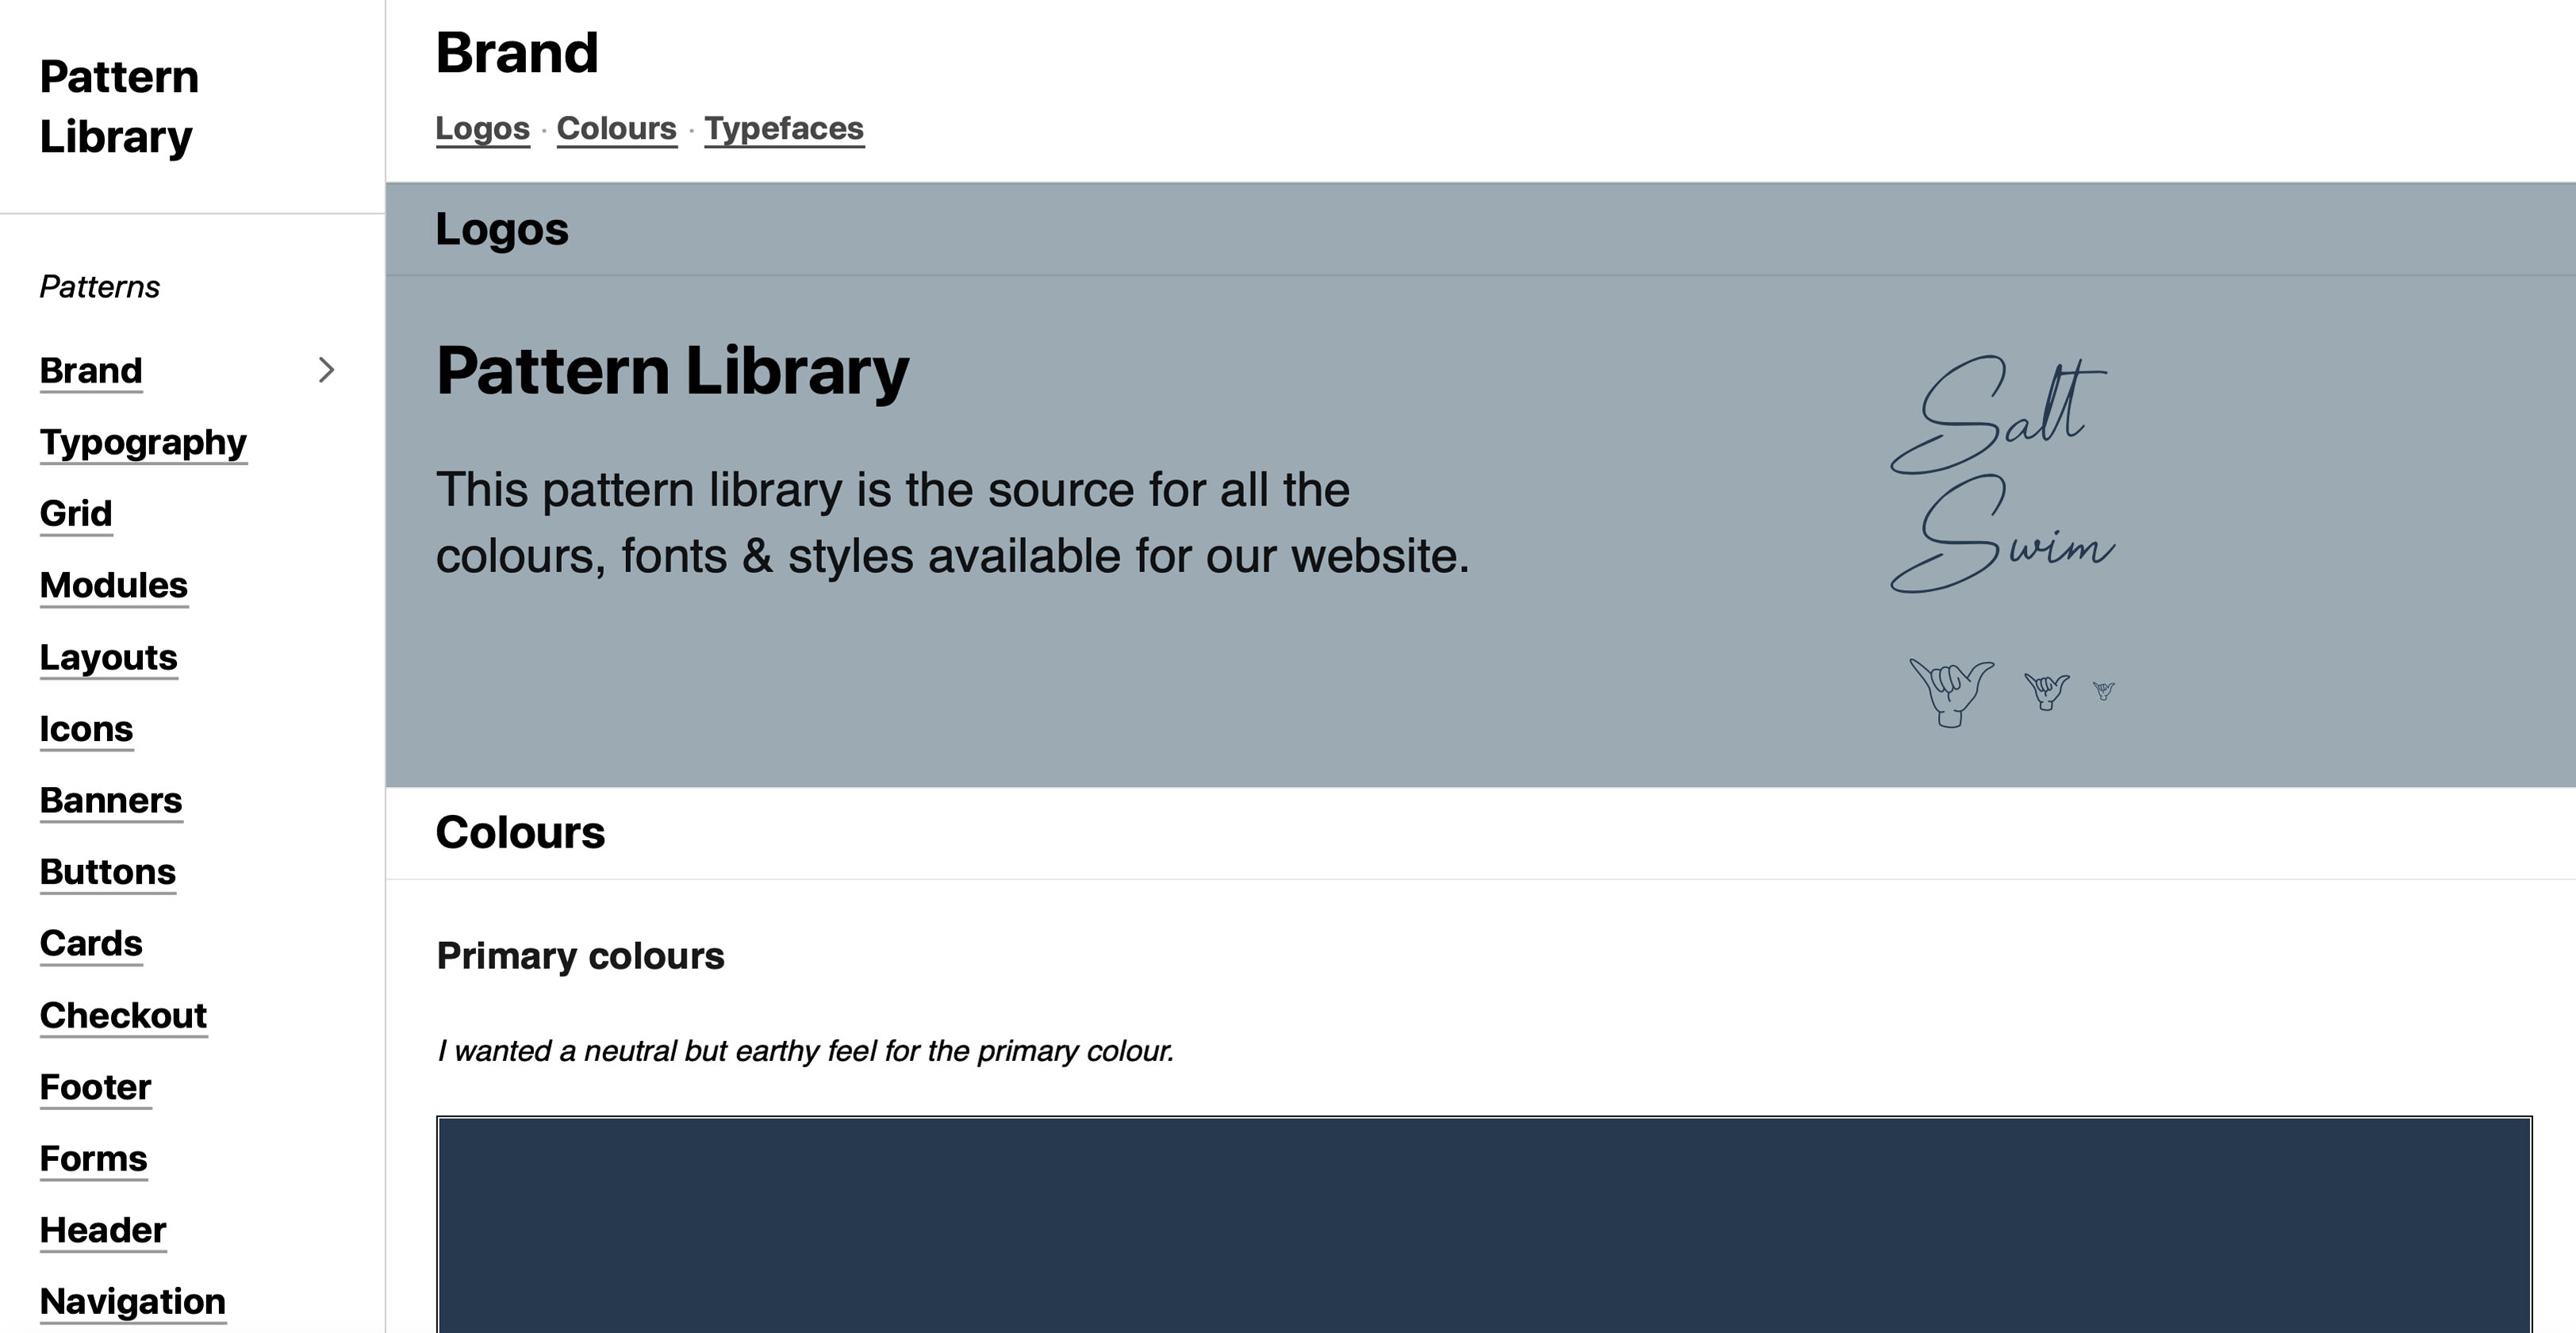 Pattern
Library
Patterns
Brand
Typography
Grid
Modules
Layouts
Icons
Banners
Buttons
Cards
Checkout
Footer
Forms
Header
Navigation
Brand
Logos · Colours · Typefaces
Logos
Pattern Library
This pattern library is the source for all the
colours, fonts & styles available for our website.
Salt
Swim
Colours
Primary colours
I wanted a neutral but earthy feel for the primary colour.